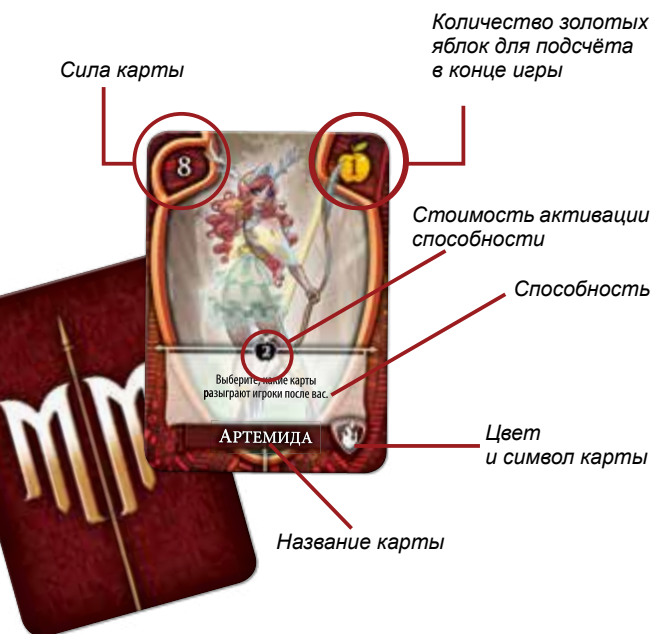 Количество золотых
яблок для подсчёта
в конце игры
Сила карты
8
1
Стоимость активации
способности
Способность
2
Выберите, какие карты
разыграют игроки после вас.
Артемида
Цвет
и символ карты
Название карты